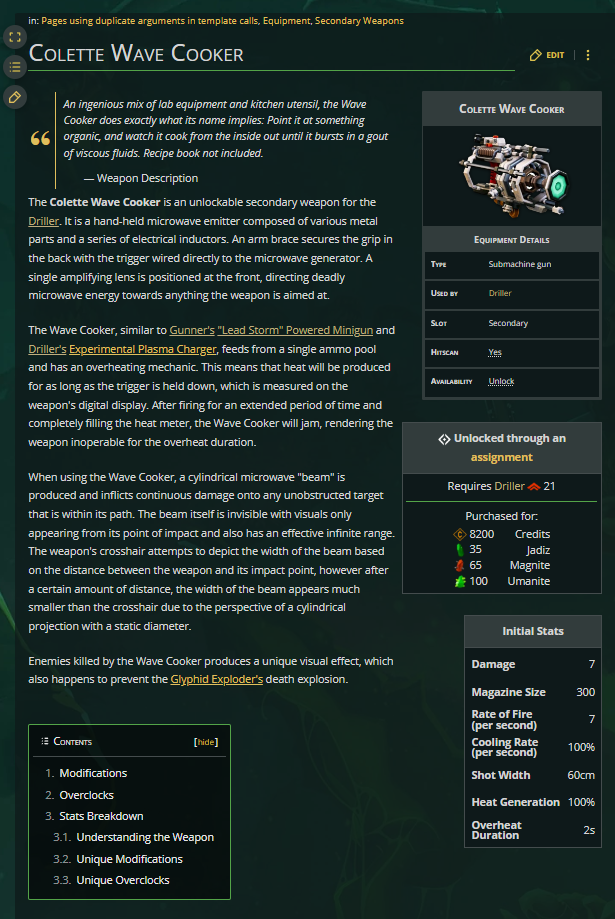 in: Pages using duplicate arguments in template calls, Equipment, Secondary Weapons
Colette Wave Cooker
EDIT
An ingenious mix of lab equipment and kitchen utensil, the Wave
Cooker does exactly what its name implies: Point it at something
organic, and watch it cook from the inside out until it bursts in a gout
of viscous fluids. Recipe book not included.
— Weapon Description
The Colette Wave Cooker is an unlockable secondary weapon for the
Driller. It is a hand-held microwave emitter composed of various metal
parts and a series of electrical inductors. An arm brace secures the grip in
the back with the trigger wired directly to the microwave generator. A
single amplifying lens is positioned at the front, directing deadly
microwave energy towards anything the weapon is aimed at.
The Wave Cooker, similar to Gunner's "Lead Storm" Powered Minigun and
Driller's Experimental Plasma Charger, feeds from a single ammo pool
and has an overheating mechanic. This means that heat will be produced
for as long as the trigger is held down, which is measured on the
weapon's digital display. After firing for an extended period of time and
completely filling the heat meter, the Wave Cooker will jam, rendering the
weapon inoperable for the overheat duration.
When using the Wave Cooker, a cylindrical microwave "beam" is
produced and inflicts continuous damage onto any unobstructed target
that is within its path. The beam itself is invisible with visuals only
appearing from its point of impact and also has an effective infinite range.
The weapon's crosshair attempts to depict the width of the beam based
on the distance between the weapon and its impact point, however after
a certain amount of distance, the width of the beam appears much
smaller than the crosshair due to the perspective of a cylindrical
projection with a static diameter.
Enemies killed by the Wave Cooker produces a unique visual effect, which
also happens to prevent the Glyphid Exploder's death explosion.
Contents [hide]
1. Modifications
2. Overclocks
3. Stats Breakdown
3.1. Understanding the Weapon
3.2. Unique Modifications
3.3. Unique Overclocks
Colette Wave Cooker
Equipment Details
Type Submachine gun
Used by Driller
Slot Secondary
Hitscan Yes
Availability Unlock
Unlocked through an
assignment
Requires Driller 21
Purchased for:
8200 Credits
35 Jadiz
65 Magnite
100 Umanite
Initial Stats
Damage 7
Magazine Size 300
Rate of Fire
(per second) 7
Cooling Rate
(per second) 100%
Shot Width 60cm
Heat Generation 100%
Overheat
Duration 2s